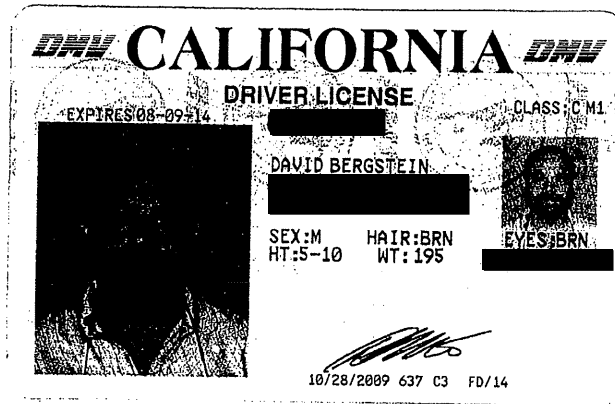 DMV CALIFORNIA DMV
DRIVER LICENSE
EXPIRES 08-09-14
CLASS: C M1
DAVID BERGSTEIN
SEX:M HAIR:BRN EYES:BRN
HT:5-10 WT:195
10/28/2009 637 C3 FD/14